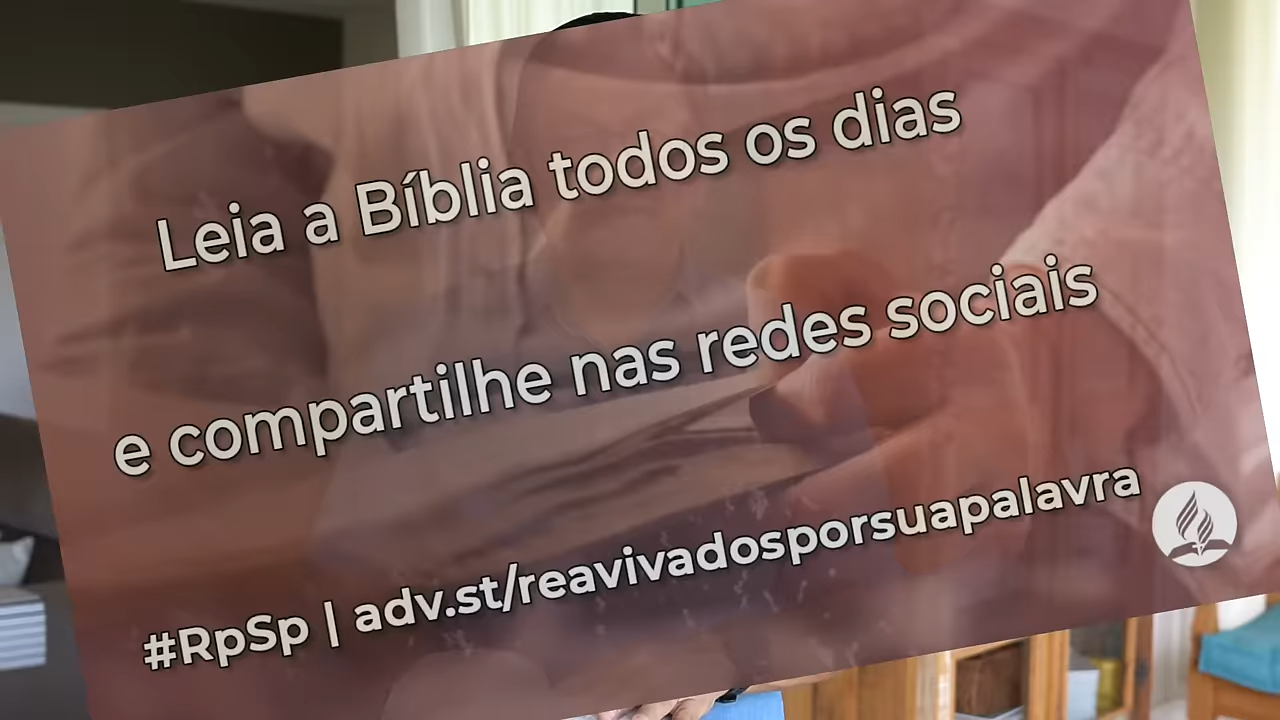 Leia a Bíblia todos os dias
e compartilhe nas redes sociais
#RpSp | adv.st/reavivadosporsuapalavra